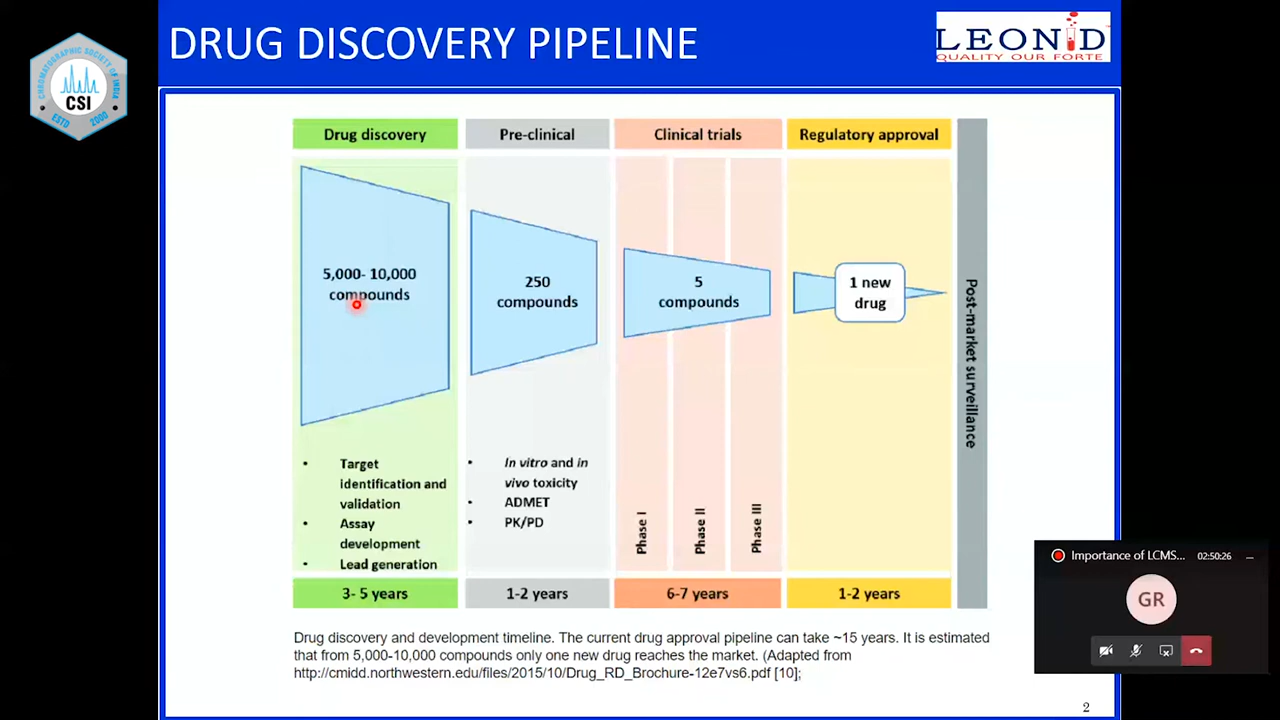 DRUG DISCOVERY PIPELINE
LEONID
QUALITY OUR FORTE
CHROMATOGRAPHIC SOCIETY OF INDIA
CSI
ESTD 2000
Drug discovery
Pre-clinical
Clinical trials
Regulatory approval
5,000- 10,000
compounds
250
compounds
5
compounds
1 new
drug
Post-market surveillance
• Target
identification and
validation
• Assay
development
• Lead generation
• In vitro and in
vivo toxicity
• ADMET
• PK/PD
Phase I
Phase II
Phase III
3- 5 years
1-2 years
6-7 years
1-2 years
Drug discovery and development timeline. The current drug approval pipeline can take ~15 years. It is estimated
that from 5,000-10,000 compounds only one new drug reaches the market. (Adapted from
http://cmidd.northwestern.edu/files/2015/10/Drug_RD_Brochure-12e7vs6.pdf [10];
2
Importance of LCMS...
02:50:26
GR